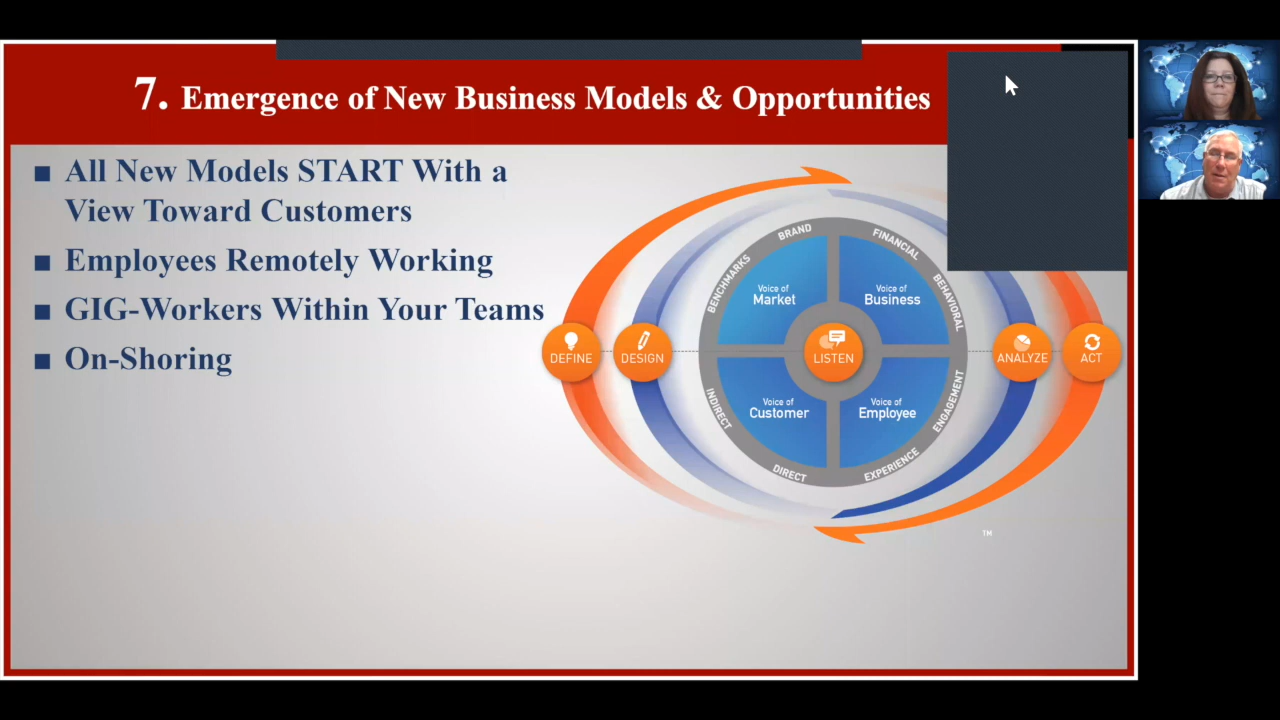 7. Emergence of New Business Models & Opportunities
■ All New Models START With a
View Toward Customers
■ Employees Remotely Working
■ GIG-Workers Within Your Teams
■ On-Shoring
BRAND
FINANCIAL
BENCHMARKS
BEHAVIORAL
Voice of
Market
Voice of
Business
DEFINE
DESIGN
LISTEN
ANALYZE
ACT
Voice of
Customer
Voice of
Employee
INDIRECT
ENGAGEMENT
DIRECT
EXPERIENCE
TM